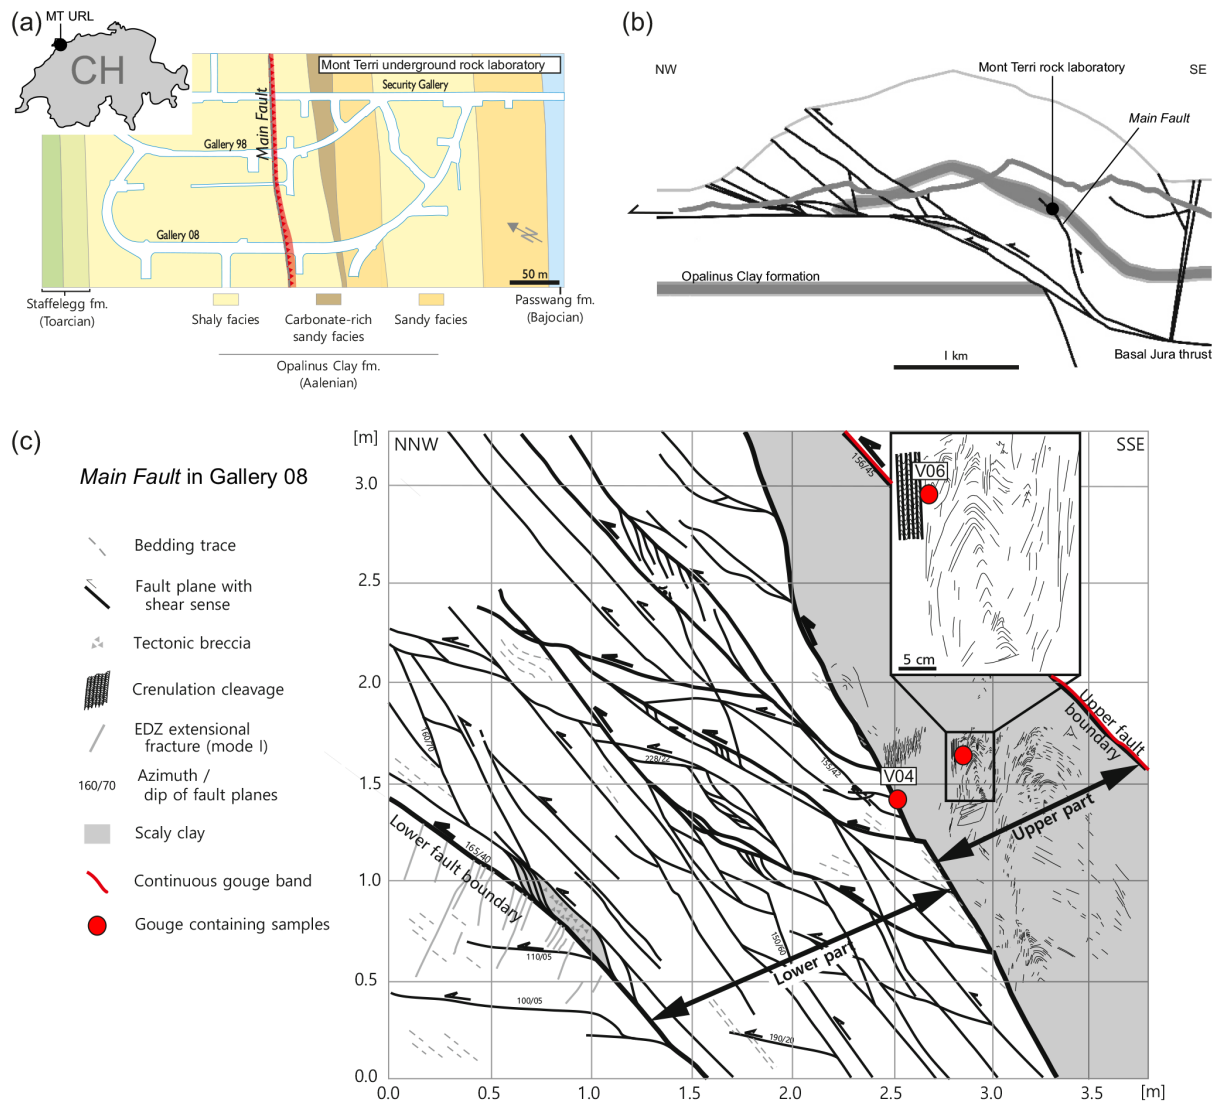 (a)
MT URL
CH
Mont Terri underground rock laboratory
Security Gallery
Main Fault
Gallery 98
Gallery 08
N
50 m
Staffelegg fm.
(Toarcian)
Passwang fm.
(Bajocian)
Shaly facies
Carbonate-rich
sandy facies
Sandy facies
Opalinus Clay fm.
(Aalenian)
(b)
NW
SE
Mont Terri rock laboratory
Main Fault
Opalinus Clay formation
1 km
Basal Jura thrust
(c)
Main Fault in Gallery 08
Bedding trace
Fault plane with
shear sense
Tectonic breccia
Crenulation cleavage
EDZ extensional
fracture (mode I)
160/70
Azimuth /
dip of fault planes
Scaly clay
Continuous gouge band
Gouge containing samples
[m]
NNW
SSE
3.0
2.5
2.0
1.5
1.0
0.5
0.0
156/45
V06
5 cm
Upper fault
boundary
160/70
228/22
155/42
V04
Upper part
Lower fault boundary
165/40
110/05
150/60
Lower part
100/05
190/20
0.0
0.5
1.0
1.5
2.0
2.5
3.0
3.5
[m]